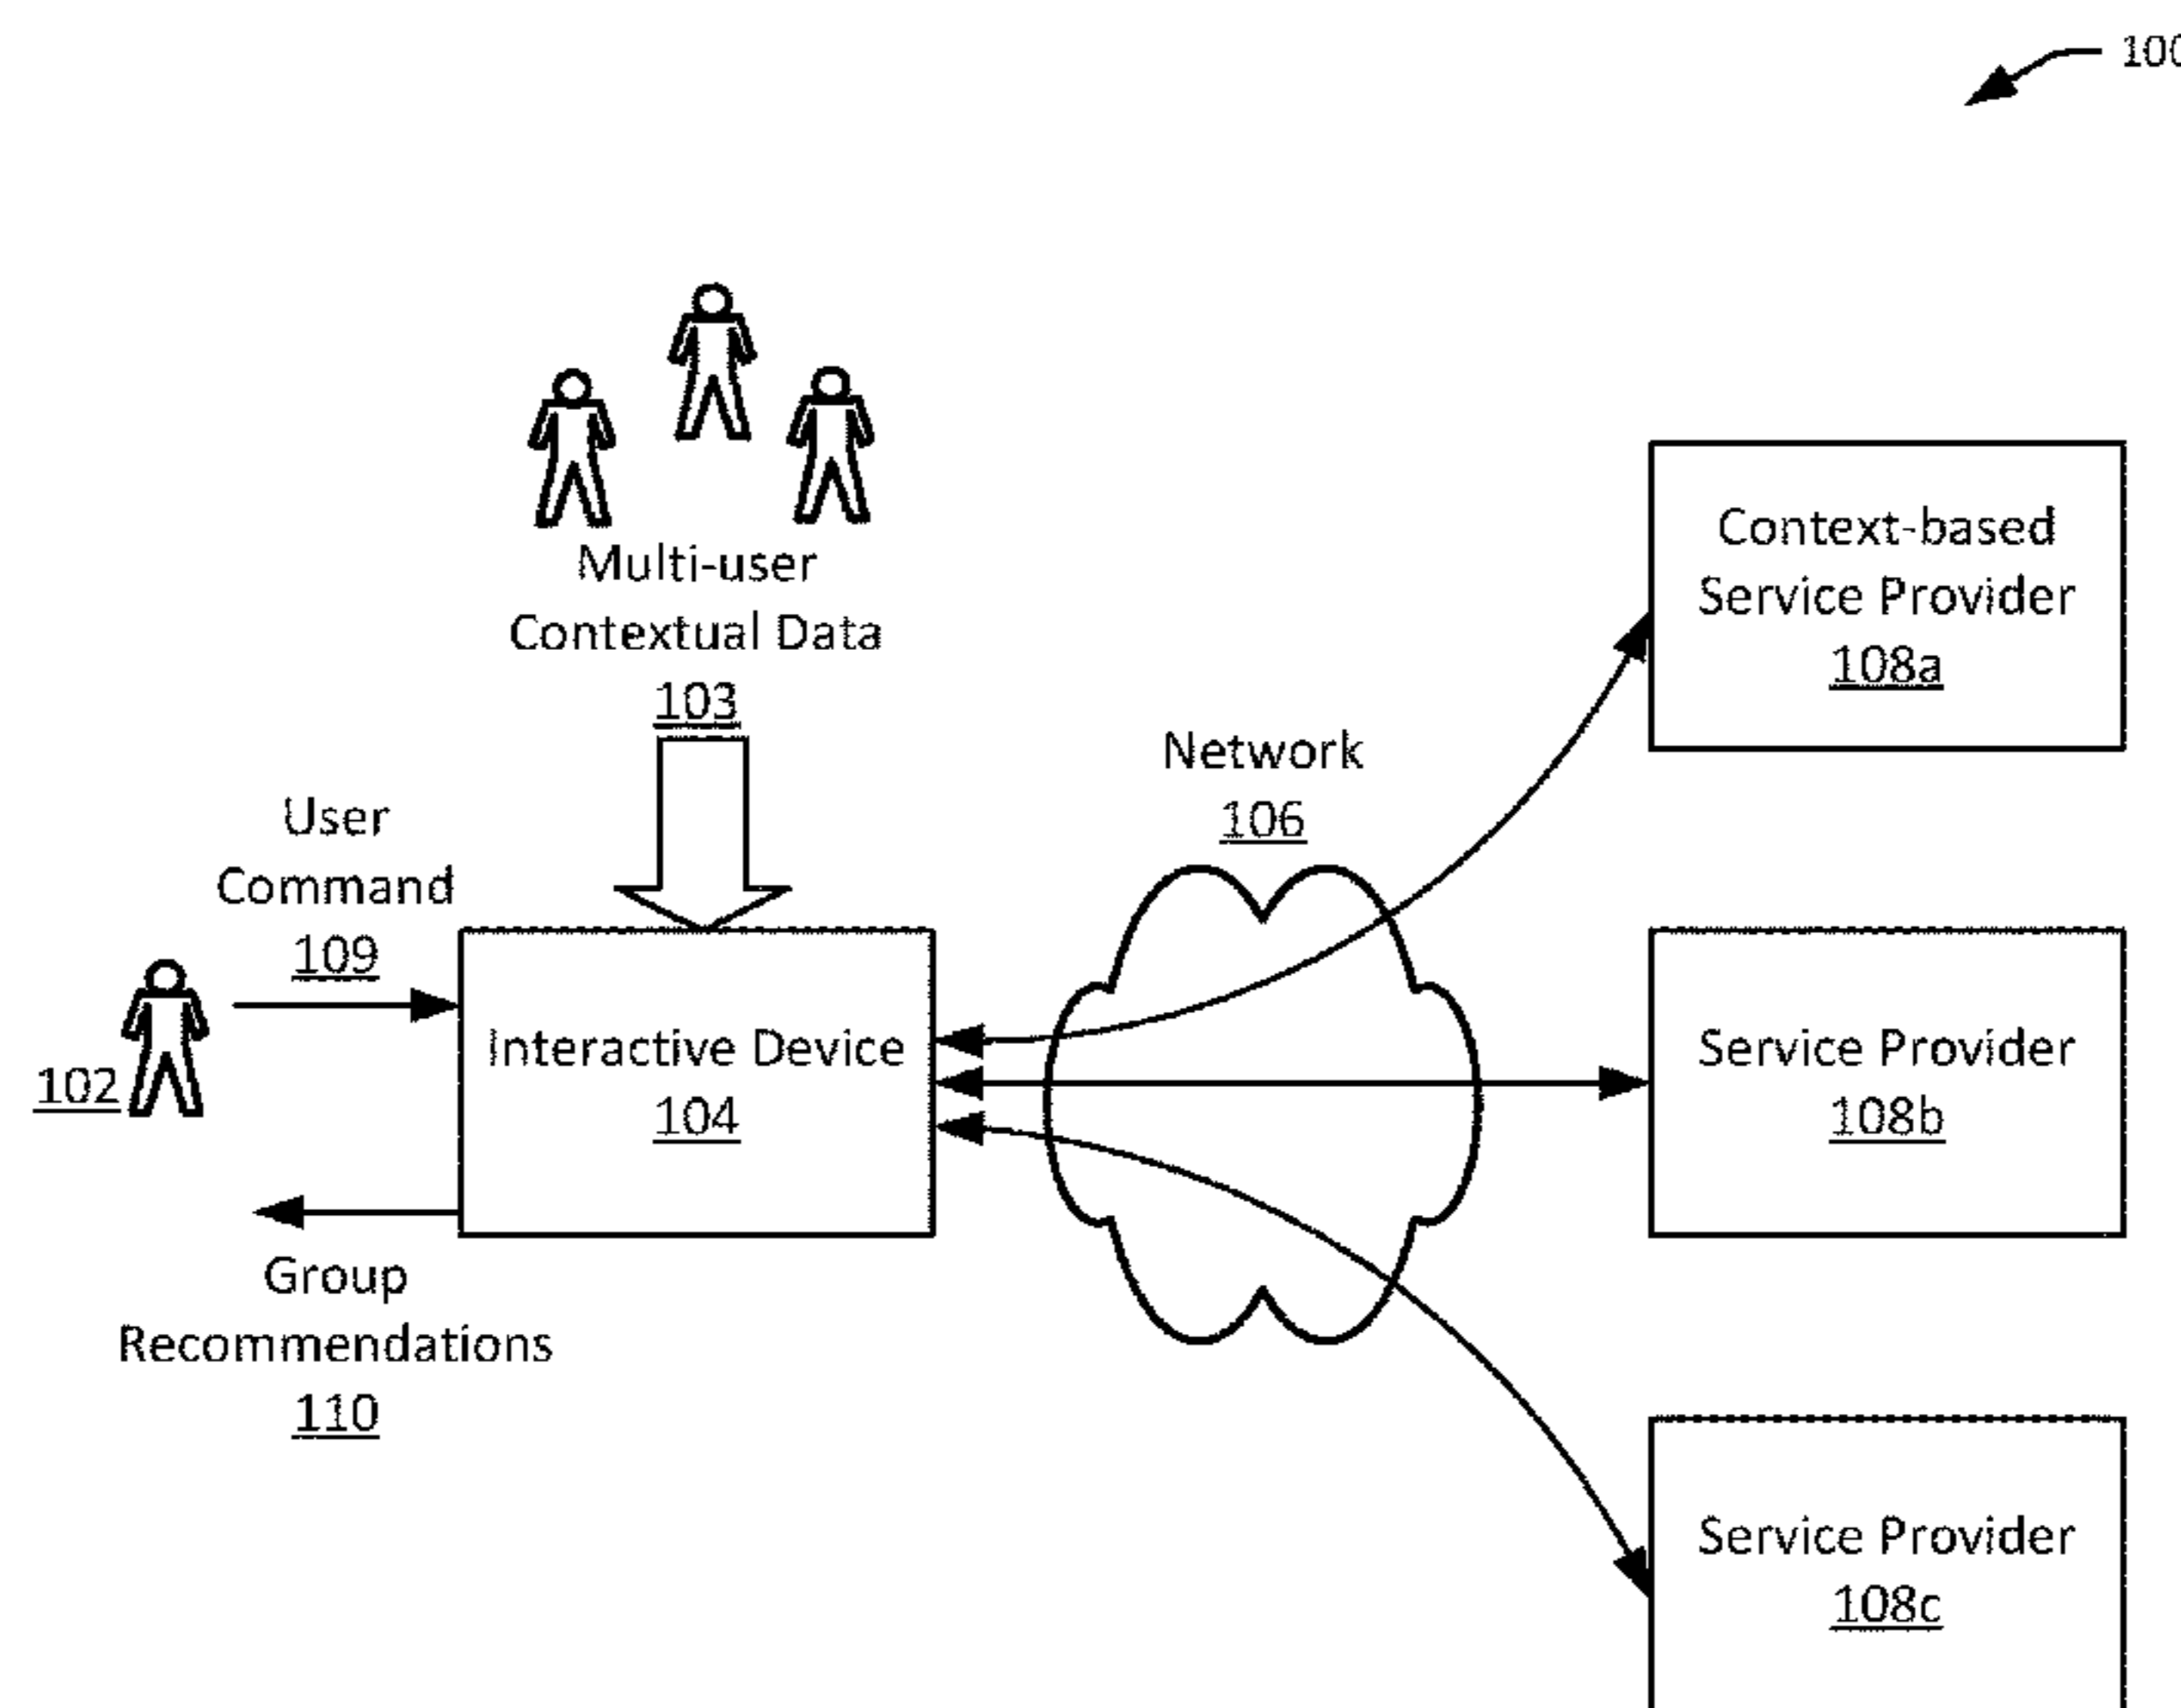 100
Multi-user
Contextual Data
103
Context-based
Service Provider
108a
Network
106
User
Command
109
102
Interactive Device
104
Service Provider
108b
Group
Recommendations
110
Service Provider
108c